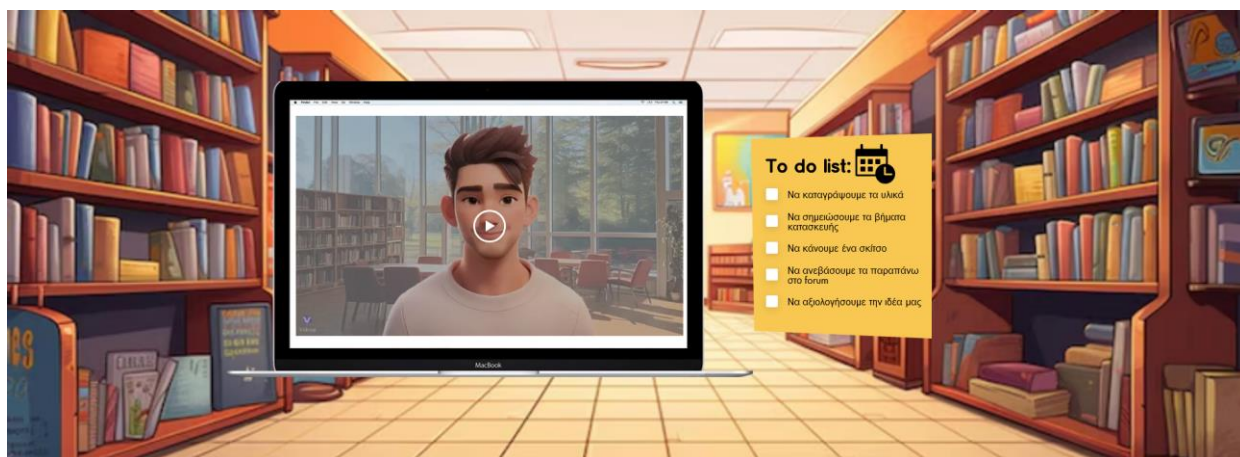 To do list:
Να καταγράψουμε τα υλικά
Να σημειώσουμε τα βήματα
κατασκευής
Να κάνουμε ένα σκίτσο
Να ανεβάσουμε τα παραπάνω
στο forum
Να αξιολογήσουμε την ιδέα μας
MacBook